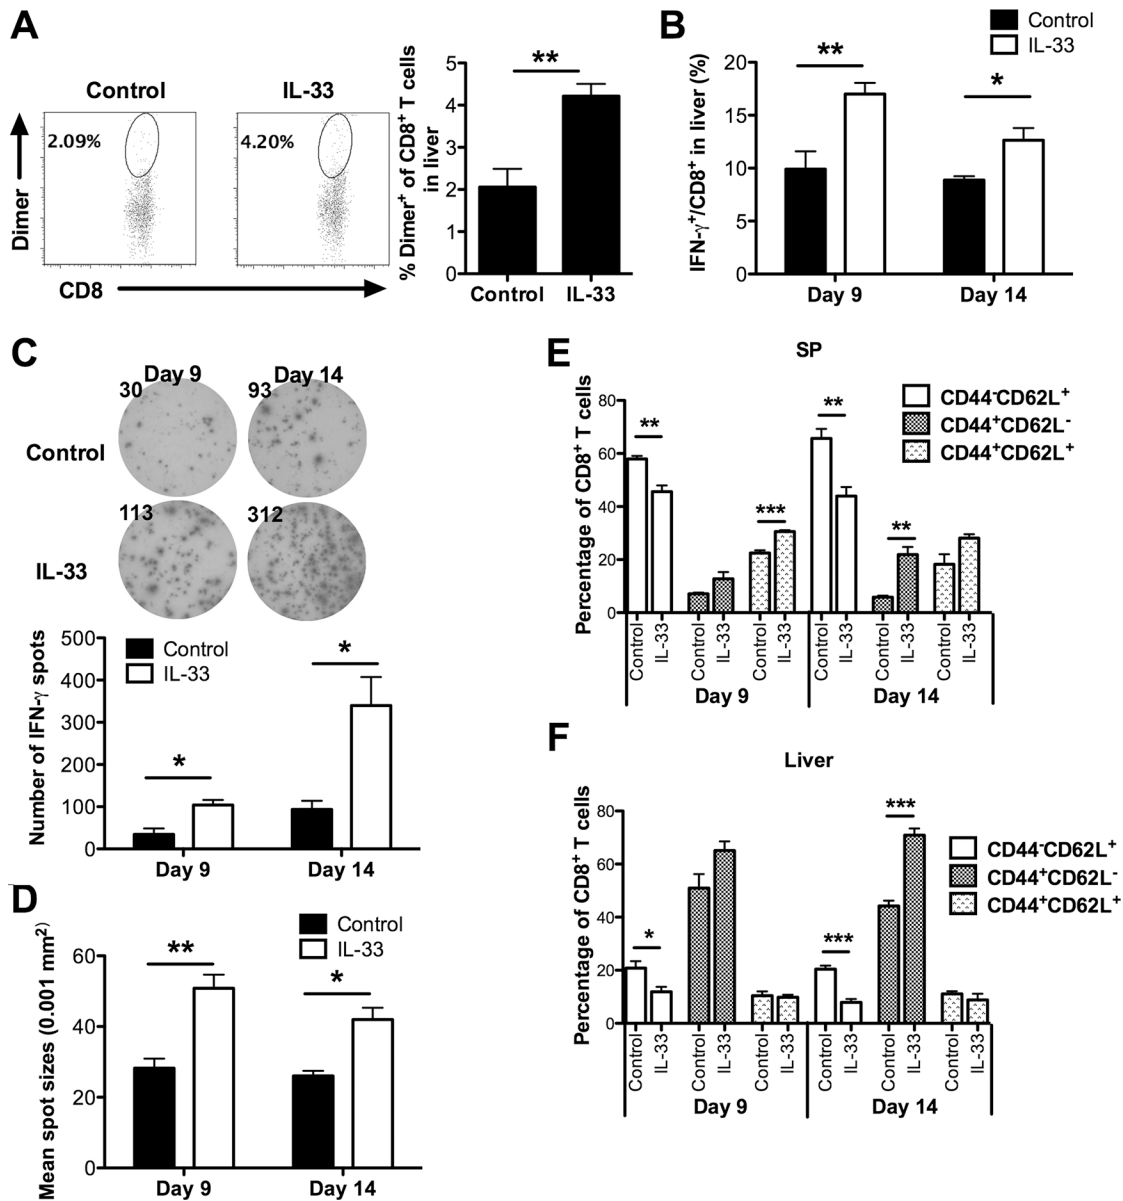 A
Control
IL-33
2.09%
4.20%
Dimer
CD8
% Dimer⁺ of CD8⁺ T cells
in liver
5
4
3
2
1
0
**
Control
IL-33
B
Control
IL-33
IFN-γ⁺/CD8⁺ in liver (%)
20
15
10
5
0
**
*
Day 9
Day 14
C
Day 9
Day 14
30
93
Control
113
312
IL-33
Number of IFN-γ spots
500
400
300
200
100
0
Control
IL-33
*
*
Day 9
Day 14
D
Control
IL-33
Mean spot sizes (0.001 mm²)
60
40
20
0
**
*
Day 9
Day 14
E
SP
CD44⁻CD62L⁺
CD44⁺CD62L⁻
CD44⁺CD62L⁺
Percentage of CD8⁺ T cells
80
60
40
20
0
**
***
**
**
Control
IL-33
Control
IL-33
Control
IL-33
Control
IL-33
Control
IL-33
Control
IL-33
Day 9
Day 14
F
Liver
CD44⁻CD62L⁺
CD44⁺CD62L⁻
CD44⁺CD62L⁺
Percentage of CD8⁺ T cells
80
60
40
20
0
*
***
***
Control
IL-33
Control
IL-33
Control
IL-33
Control
IL-33
Control
IL-33
Control
IL-33
Day 9
Day 14